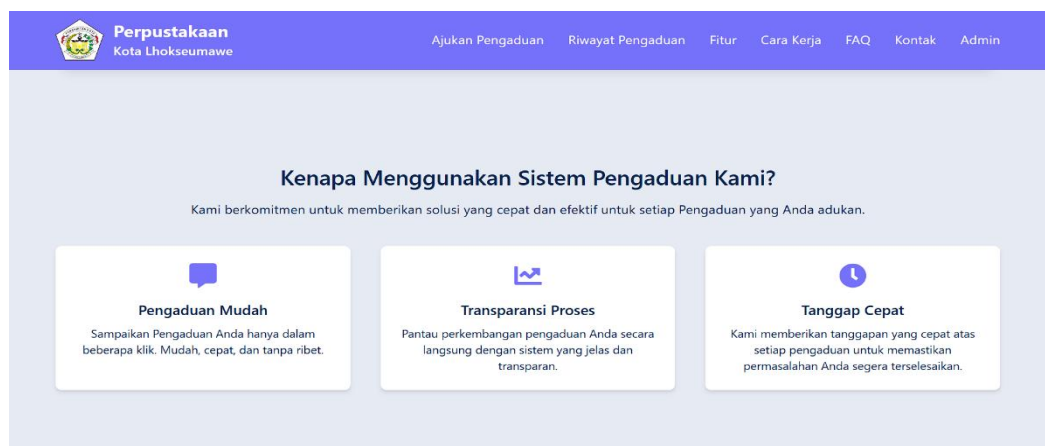 Perpustakaan
Kota Lhokseumawe
Ajukan Pengaduan Riwayat Pengaduan Fitur Cara Kerja FAQ Kontak Admin
Kenapa Menggunakan Sistem Pengaduan Kami?
Kami berkomitmen untuk memberikan solusi yang cepat dan efektif untuk setiap Pengaduan yang Anda adukan.
Pengaduan Mudah
Sampaikan Pengaduan Anda hanya dalam
beberapa klik. Mudah, cepat, dan tanpa ribet.
Transparansi Proses
Pantau perkembangan pengaduan Anda secara
langsung dengan sistem yang jelas dan
transparan.
Tanggap Cepat
Kami memberikan tanggapan yang cepat atas
setiap pengaduan untuk memastikan
permasalahan Anda segera terselesaikan.